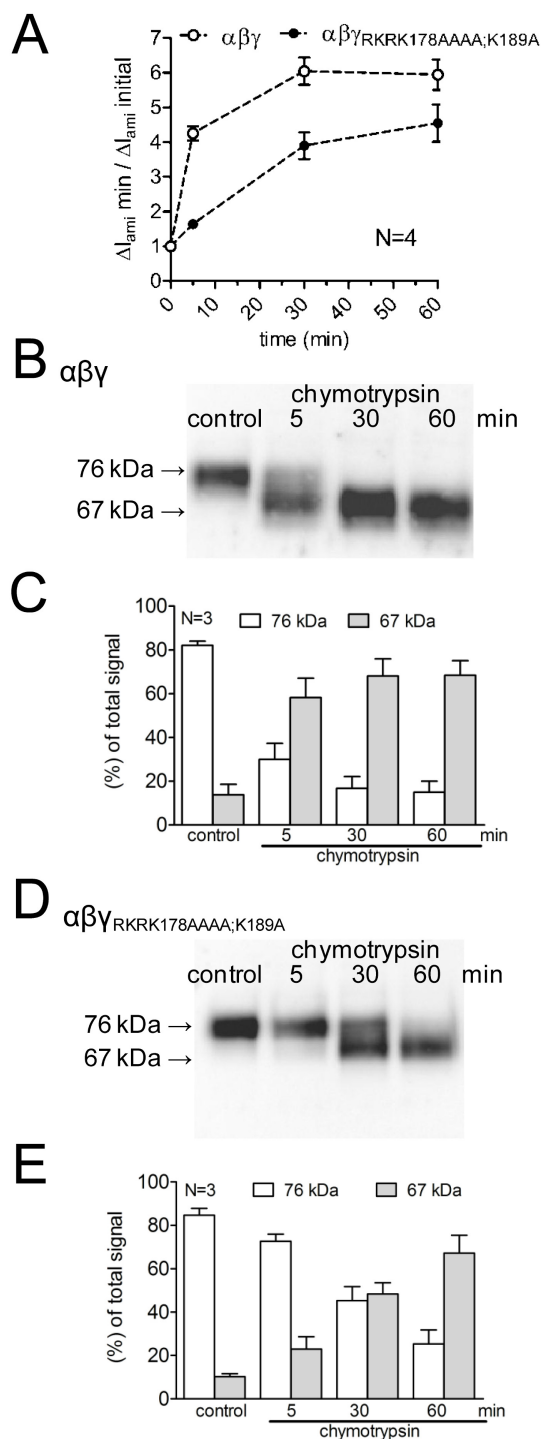 A
αβγ αβγRKRK178AAAA;K189A
ΔIami min / ΔIami initial
7
6
5
4
3
2
1
0
N=4
0 10 20 30 40 50 60
time (min)
B αβγ
chymotrypsin
control 5 30 60 min
76 kDa →
67 kDa →
C
(%) of total signal
100
80
60
40
20
0
N=3 76 kDa 67 kDa
control 5 30 60 min
chymotrypsin
D αβγRKRK178AAAA;K189A
chymotrypsin
control 5 30 60 min
76 kDa →
67 kDa →
E
(%) of total signal
100
80
60
40
20
0
N=3 76 kDa 67 kDa
control 5 30 60 min
chymotrypsin